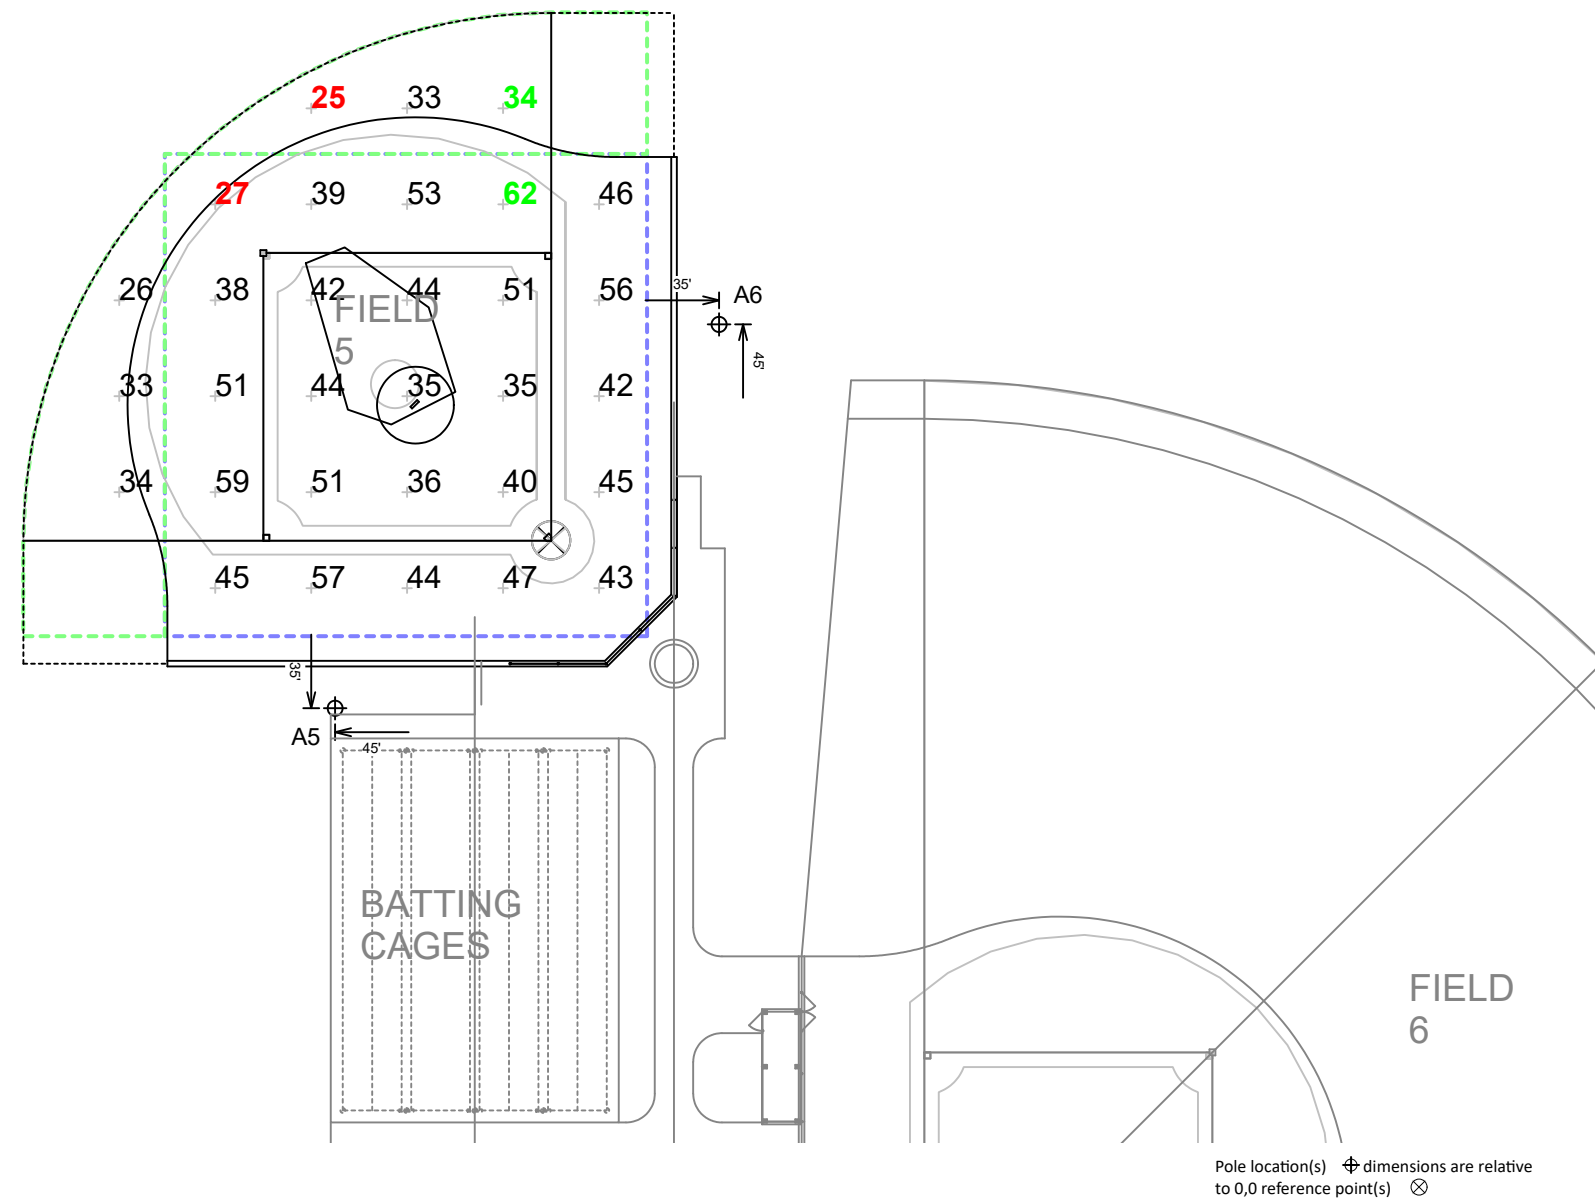 25 33 34
27 39 53 62 46
26 38 42 44 51 56
FIELD
5
35'
A6
45'
33 51 44 35 35 42
34 59 51 36 40 45
45 57 44 47 43
35'
A5
45'
BATTING
CAGES
FIELD
6
Pole location(s) dimensions are relative
to 0,0 reference point(s)